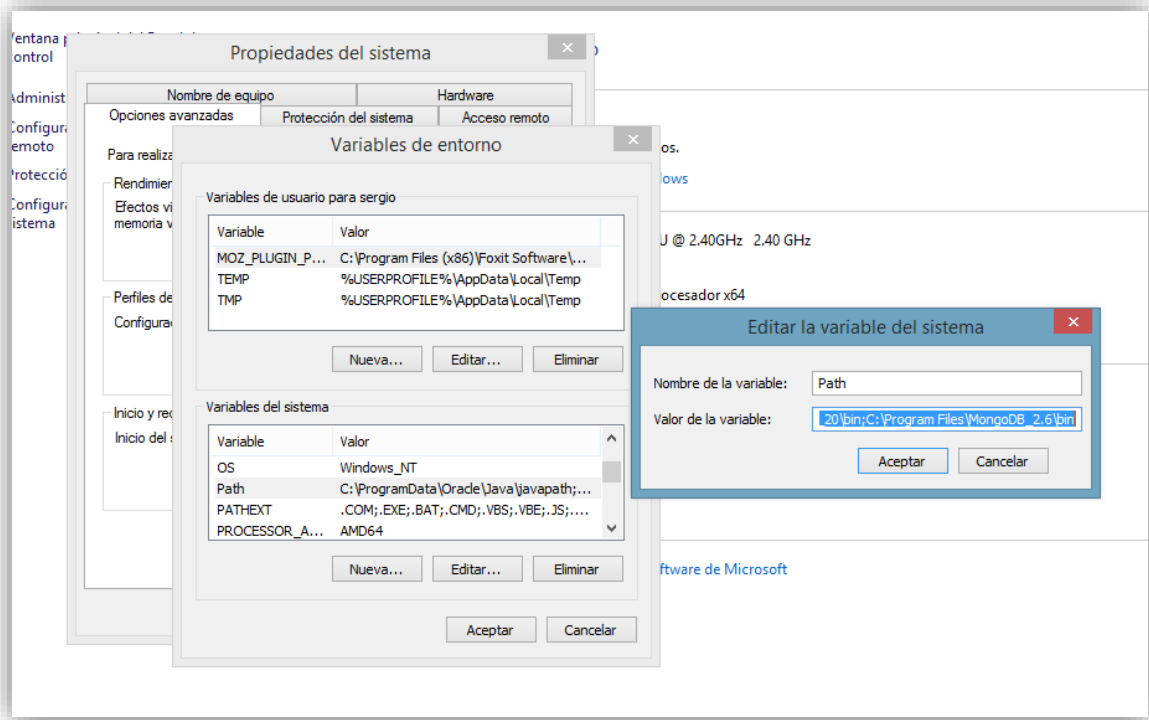 control
Propiedades del sistema
Nombre de equipo
Hardware
Opciones avanzadas
Protección del sistema
Acceso remoto
Para realiza
Rendimien
Efectos vi
memoria v
Perfiles de
Configura
Inicio y rec
Inicio del s
Administ
Configura
remoto
Protecció
Configura
sistema
Variables de entorno
Variables de usuario para sergio
Variable Valor
MOZ_PLUGIN_P... C:\Program Files (x86)\Foxit Software\...
TEMP %USERPROFILE%\AppData\Local\Temp
TMP %USERPROFILE%\AppData\Local\Temp
Nueva... Editar... Eliminar
Variables del sistema
Variable Valor
OS Windows_NT
Path C:\ProgramData\Oracle\Java\javapath;...
PATHEXT .COM;.EXE;.BAT;.CMD;.VBS;.VBE;.JS;....
PROCESSOR_A... AMD64
Nueva... Editar... Eliminar
Aceptar Cancelar
os.
ows
U @ 2.40GHz 2.40 GHz
ocesador x64
Editar la variable del sistema
Nombre de la variable: Path
Valor de la variable: 20\bin;C:\Program Files\MongoDB_2.6\bin
Aceptar Cancelar
ftware de Microsoft